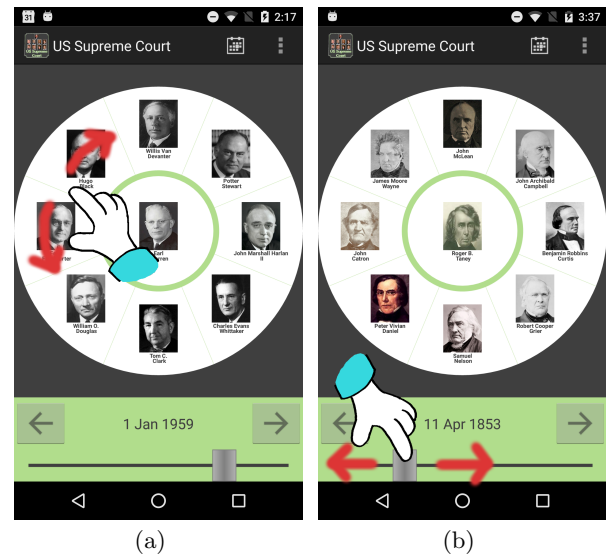 31
2:17
US Supreme Court
Willis Van
Devanter
Hugo
Black
Potter
Stewart
Earl
John Marshall Harlan
II
William O.
Douglas
Charles Evans
Whittaker
Tom C.
Clark
1 Jan 1959
(a)
3:37
US Supreme Court
John
McLean
James Moore
Wayne
John Archibald
Campbell
John
Catron
Roger B.
Taney
Benjamin Robbins
Curtis
Peter Vivian
Daniel
Robert Cooper
Grier
Samuel
Nelson
11 Apr 1853
(b)